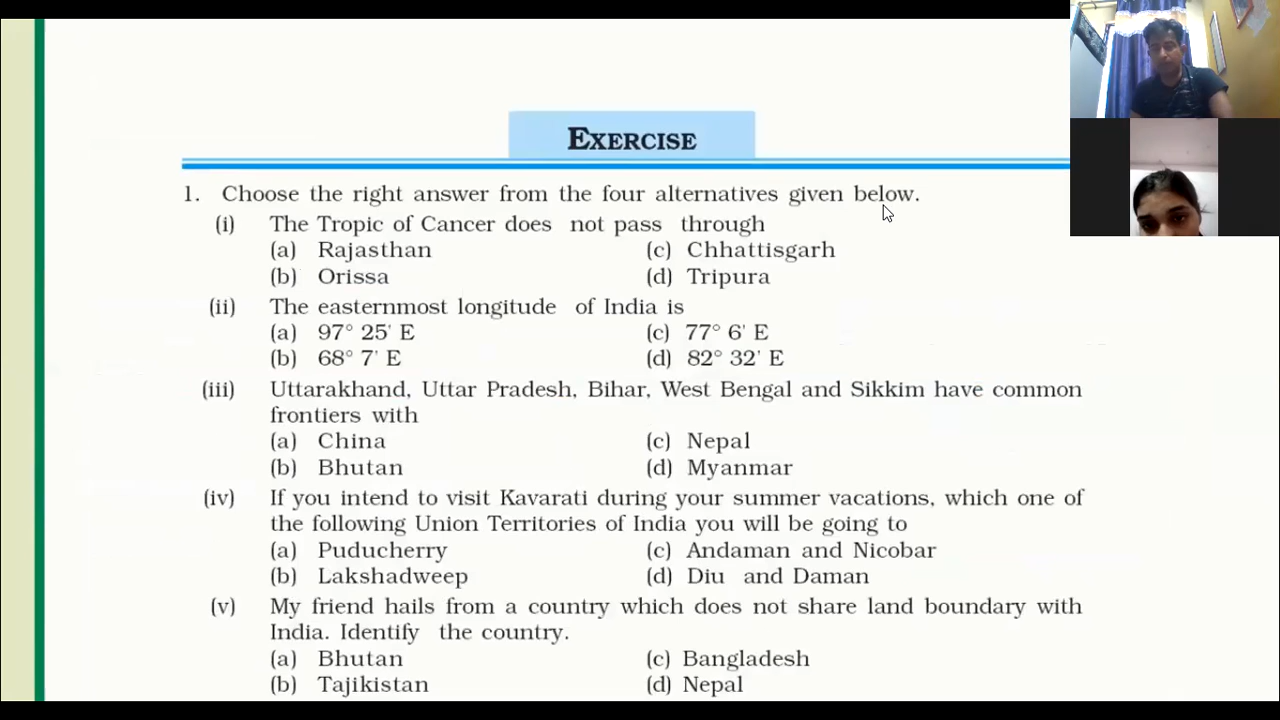 EXERCISE
1. Choose the right answer from the four alternatives given below.
(i) The Tropic of Cancer does not pass through
(a) Rajasthan (c) Chhattisgarh
(b) Orissa (d) Tripura
(ii) The easternmost longitude of India is
(a) 97° 25' E (c) 77° 6' E
(b) 68° 7' E (d) 82° 32' E
(iii) Uttarakhand, Uttar Pradesh, Bihar, West Bengal and Sikkim have common
frontiers with
(a) China (c) Nepal
(b) Bhutan (d) Myanmar
(iv) If you intend to visit Kavarati during your summer vacations, which one of
the following Union Territories of India you will be going to
(a) Puducherry (c) Andaman and Nicobar
(b) Lakshadweep (d) Diu and Daman
(v) My friend hails from a country which does not share land boundary with
India. Identify the country.
(a) Bhutan (c) Bangladesh
(b) Tajikistan (d) Nepal